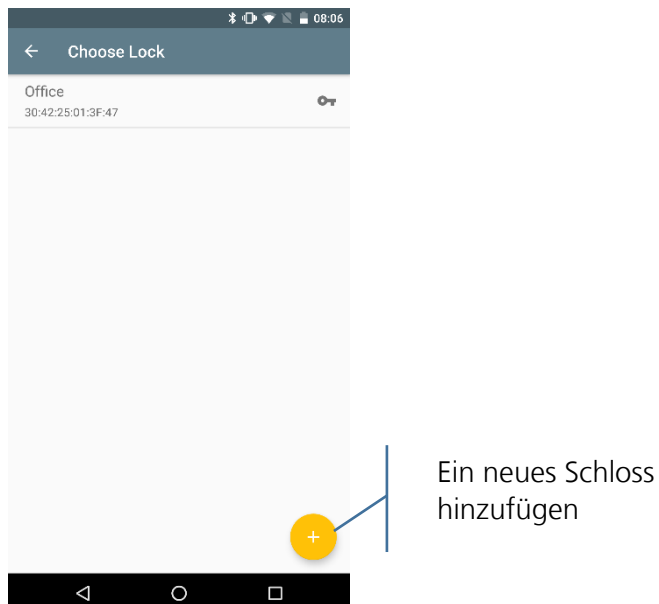 08:06
Choose Lock
Office
30:42:25:01:3F:47
Ein neues Schloss
hinzufügen